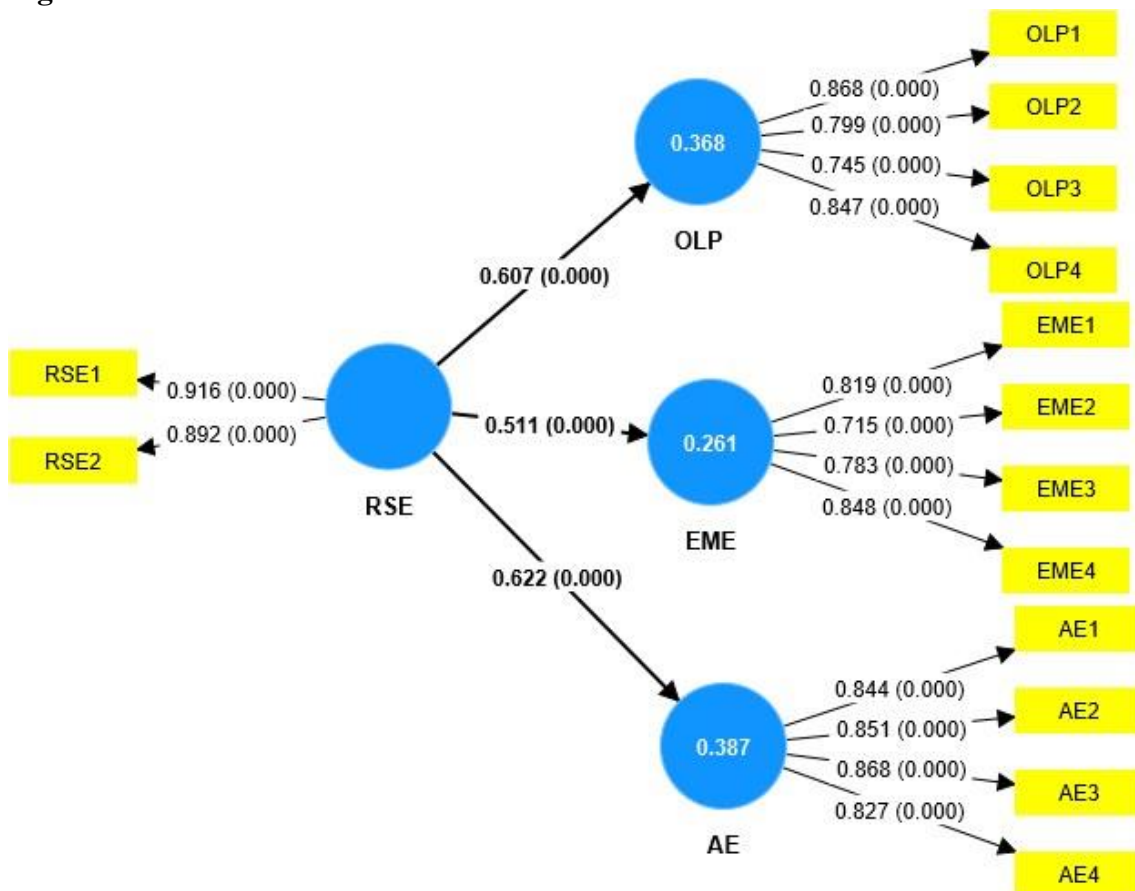 OLP1
0.868 (0.000)
OLP2
0.799 (0.000)
0.368
0.745 (0.000)
OLP3
0.847 (0.000)
OLP
OLP4
0.607 (0.000)
EME1
RSE1
0.916 (0.000)
0.819 (0.000)
EME2
0.511 (0.000)
0.715 (0.000)
0.892 (0.000)
0.261
RSE2
0.783 (0.000)
EME3
RSE
0.848 (0.000)
EME
EME4
0.622 (0.000)
AE1
0.844 (0.000)
AE2
0.851 (0.000)
0.387
0.868 (0.000)
AE3
0.827 (0.000)
AE
AE4